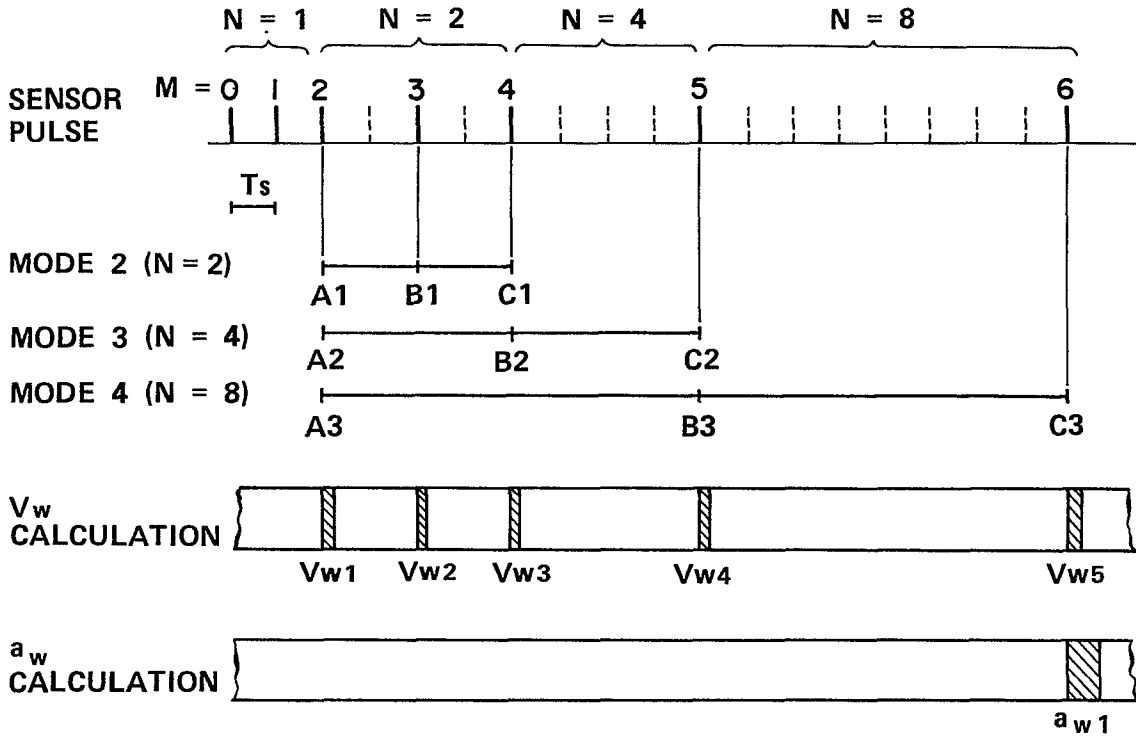 N = 1 N = 2 N = 4 N = 8
M = 0 1 2 3 4 5 6
SENSOR
PULSE
Ts
MODE 2 (N = 2)
A1 B1 C1
MODE 3 (N = 4)
A2 B2 C2
MODE 4 (N = 8)
A3 B3 C3
Vw
CALCULATION
Vw1 Vw2 Vw3 Vw4 Vw5
aw
CALCULATION
aw1